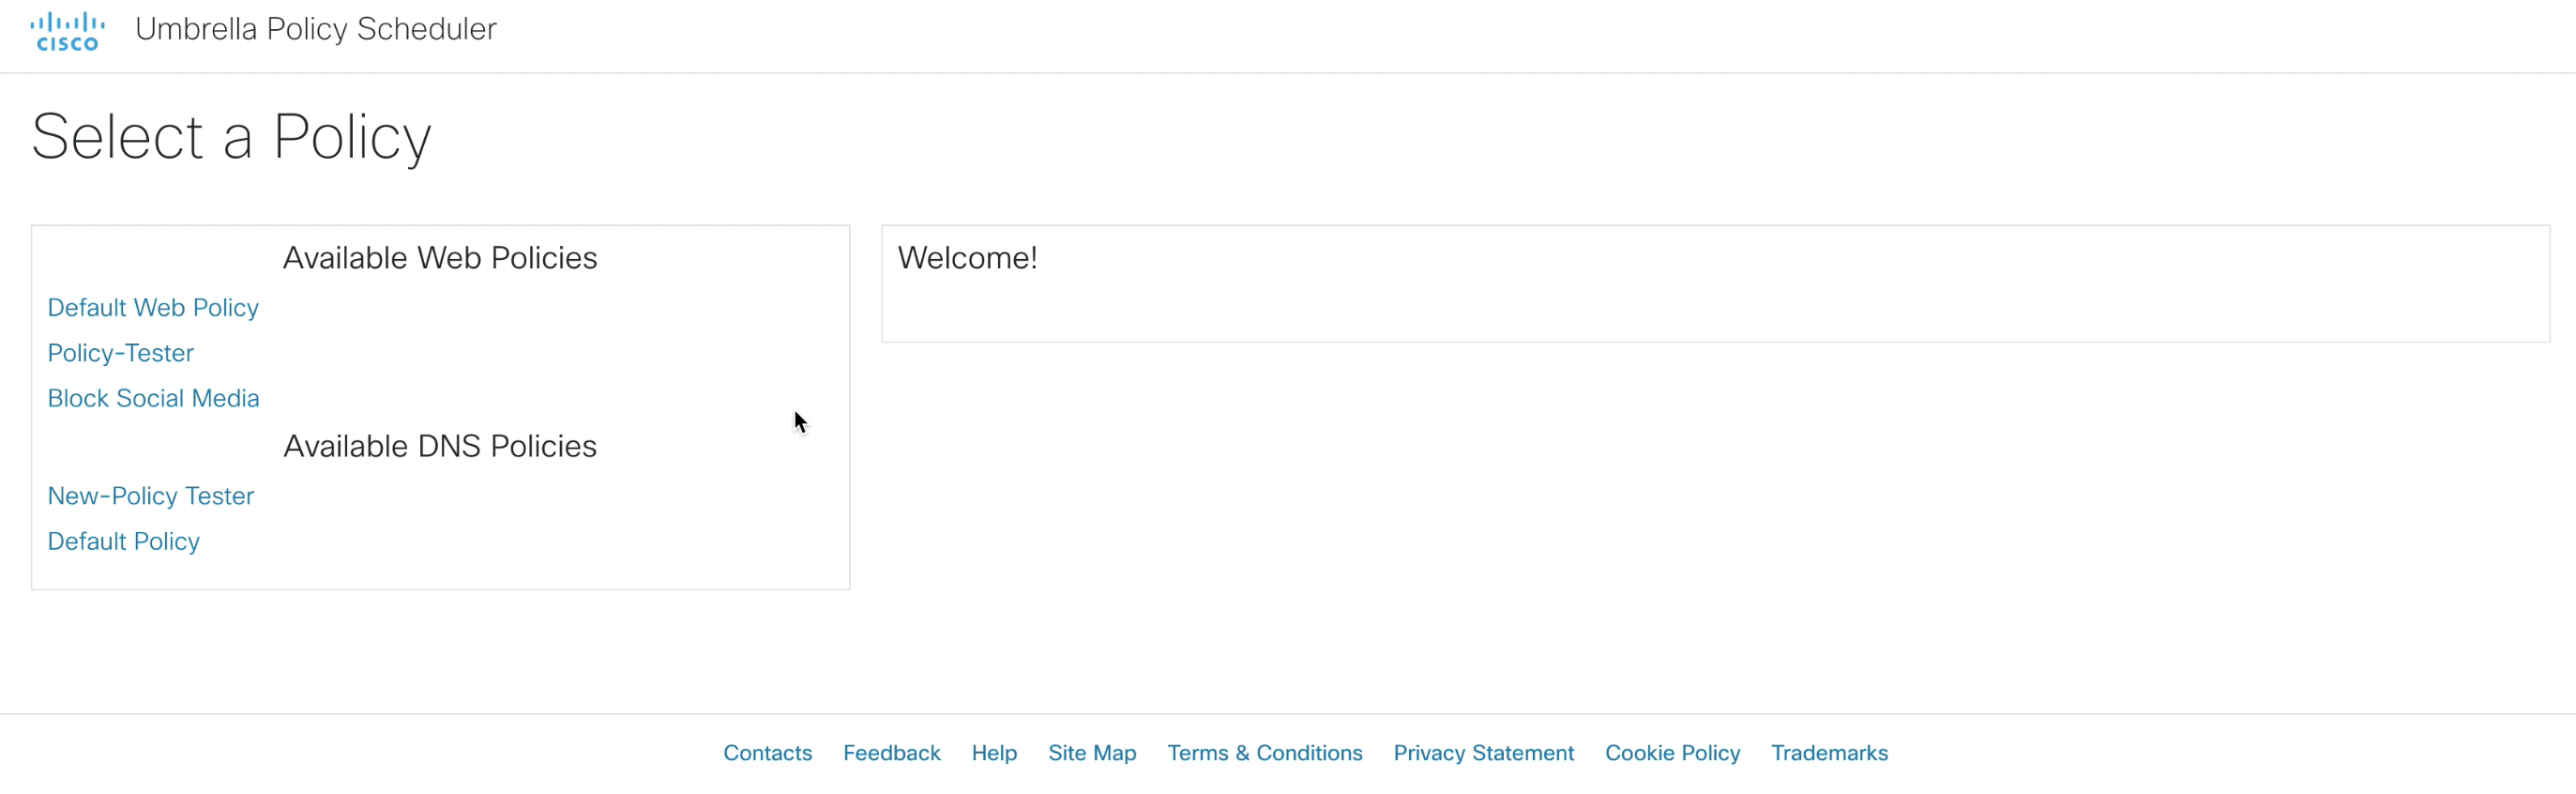 CISCO
Umbrella Policy Scheduler
Select a Policy
Available Web Policies
Default Web Policy
Policy-Tester
Block Social Media
Available DNS Policies
New-Policy Tester
Default Policy
Welcome!
Contacts Feedback Help Site Map Terms & Conditions Privacy Statement Cookie Policy Trademarks